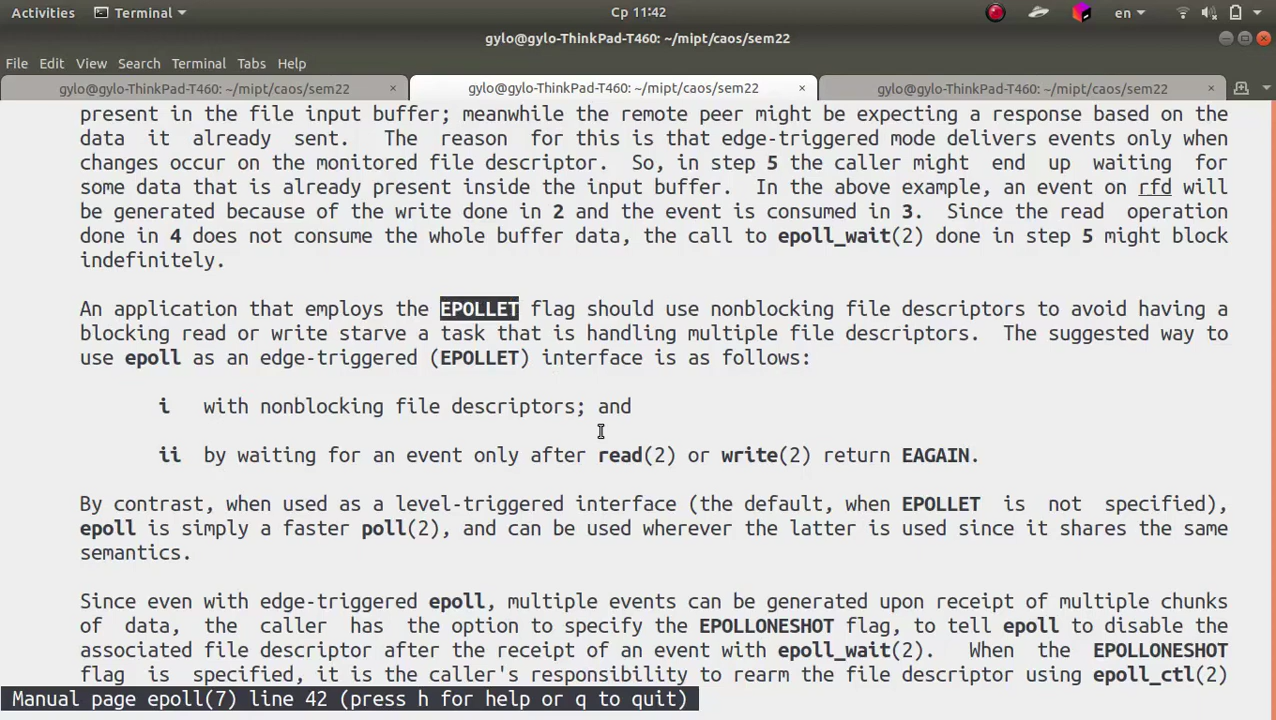 Activities Terminal Ср 11:42 en
gylo@gylo-ThinkPad-T460: ~/mipt/caos/sem22
File Edit View Search Terminal Tabs Help
gylo@gylo-ThinkPad-T460: ~/mipt/caos/sem22 × gylo@gylo-ThinkPad-T460: ~/mipt/caos/sem22 × gylo@gylo-ThinkPad-T460: ~/mipt/caos/sem22 ×
present in the file input buffer; meanwhile the remote peer might be expecting a response based on the
data it already sent. The reason for this is that edge-triggered mode delivers events only when
changes occur on the monitored file descriptor. So, in step 5 the caller might end up waiting for
some data that is already present inside the input buffer. In the above example, an event on rfd will
be generated because of the write done in 2 and the event is consumed in 3. Since the read operation
done in 4 does not consume the whole buffer data, the call to epoll_wait(2) done in step 5 might block
indefinitely.
An application that employs the EPOLLET flag should use nonblocking file descriptors to avoid having a
blocking read or write starve a task that is handling multiple file descriptors. The suggested way to
use epoll as an edge-triggered (EPOLLET) interface is as follows:
i with nonblocking file descriptors; and
ii by waiting for an event only after read(2) or write(2) return EAGAIN.
By contrast, when used as a level-triggered interface (the default, when EPOLLET is not specified),
epoll is simply a faster poll(2), and can be used wherever the latter is used since it shares the same
semantics.
Since even with edge-triggered epoll, multiple events can be generated upon receipt of multiple chunks
of data, the caller has the option to specify the EPOLLONESHOT flag, to tell epoll to disable the
associated file descriptor after the receipt of an event with epoll_wait(2). When the EPOLLONESHOT
flag is specified, it is the caller's responsibility to rearm the file descriptor using epoll_ctl(2)
Manual page epoll(7) line 42 (press h for help or q to quit)